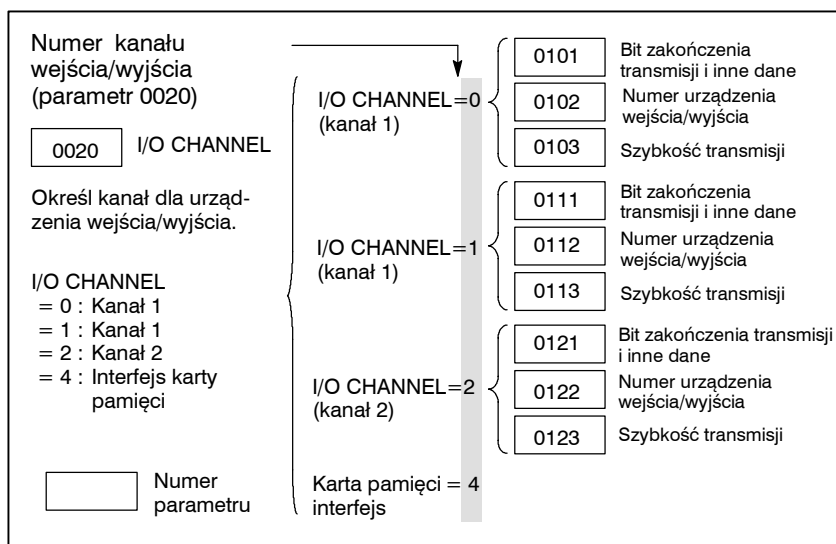 Numer kanału
wejścia/wyjścia
(parametr 0020)
0020 I/O CHANNEL
Określ kanał dla urząd-
zenia wejścia/wyjścia.
I/O CHANNEL
= 0 : Kanał 1
= 1 : Kanał 1
= 2 : Kanał 2
= 4 : Interfejs karty
pamięci
Numer
parametru
I/O CHANNEL=0
(kanał 1)
0101 Bit zakończenia
transmisji i inne dane
0102 Numer urządzenia
wejścia/wyjścia
0103 Szybkość transmisji
I/O CHANNEL=1
(kanał 1)
0111 Bit zakończenia
transmisji i inne dane
0112 Numer urządzenia
wejścia/wyjścia
0113 Szybkość transmisji
I/O CHANNEL=2
(kanał 2)
0121 Bit zakończenia transmisji
i inne dane
0122 Numer urządzenia
wejścia/wyjścia
0123 Szybkość transmisji
Karta pamięci = 4
interfejs